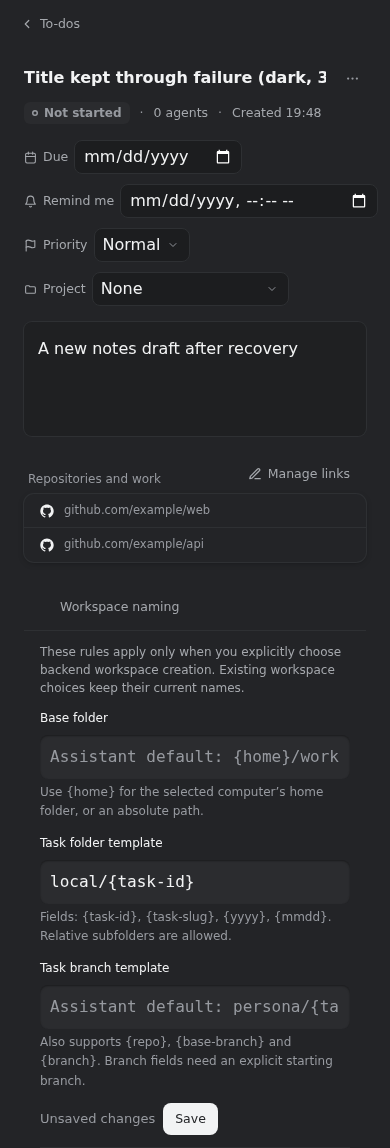 To-dos
Title kept through failure (dark, 3
Not started · 0 agents · Created 19:48
Due mm/dd/yyyy
Remind me mm/dd/yyyy, --:-- --
Priority Normal
Project None
A new notes draft after recovery
Repositories and work Manage links
github.com/example/web
github.com/example/api
Workspace naming
These rules apply only when you explicitly choose
backend workspace creation. Existing workspace
choices keep their current names.
Base folder
Assistant default: {home}/work
Use {home} for the selected computer's home
folder, or an absolute path.
Task folder template
local/{task-id}
Fields: {task-id}, {task-slug}, {yyyy}, {mmdd}.
Relative subfolders are allowed.
Task branch template
Assistant default: persona/{ta
Also supports {repo}, {base-branch} and
{branch}. Branch fields need an explicit starting
branch.
Unsaved changes Save